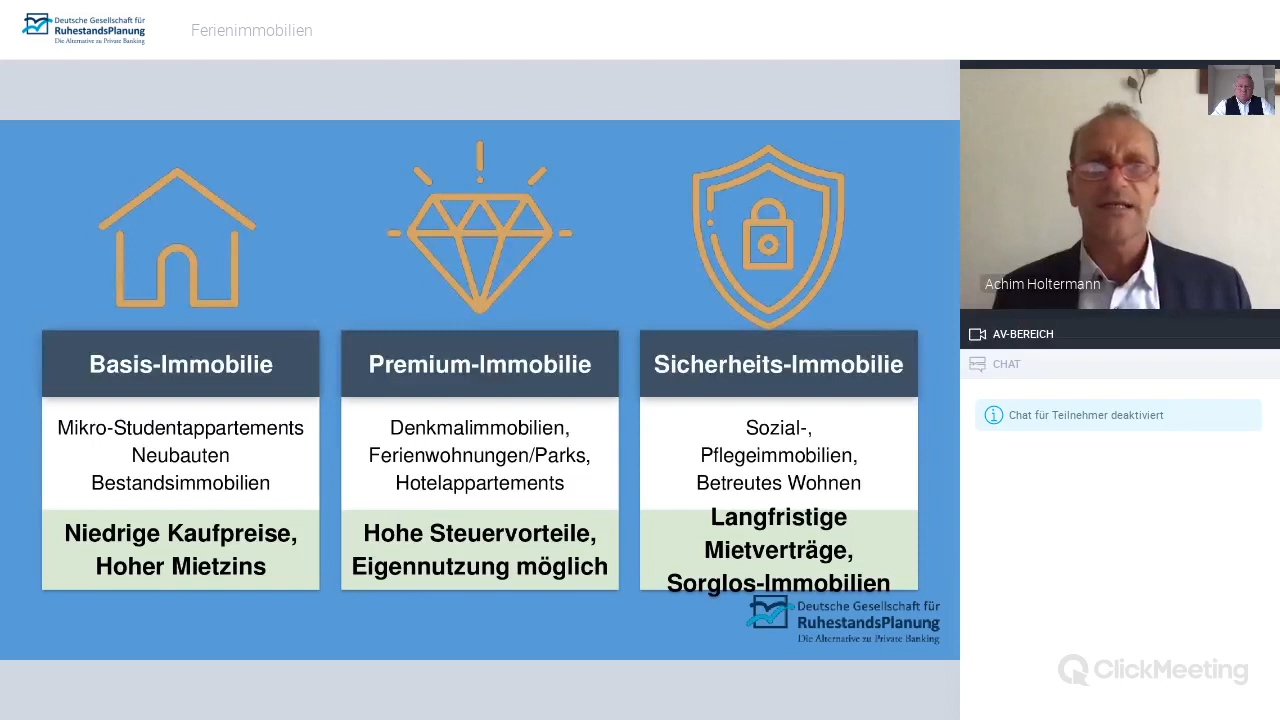 Deutsche Gesellschaft für
RuhestandsPlanung
Die Alternative zu Private Banking
Ferienimmobilien
Basis-Immobilie
Mikro-Studentappartements
Neubauten
Bestandsimmobilien
Niedrige Kaufpreise,
Hoher Mietzins
Premium-Immobilie
Denkmalimmobilien,
Ferienwohnungen/Parks,
Hotelappartements
Hohe Steuervorteile,
Eigennutzung möglich
Sicherheits-Immobilie
Sozial-,
Pflegeimmobilien,
Betreutes Wohnen
Langfristige
Mietverträge,
Sorglos-Immobilien
Deutsche Gesellschaft für
RuhestandsPlanung
Die Alternative zu Private Banking
Achim Holtermann
AV-BEREICH
CHAT
Chat für Teilnehmer deaktiviert
ClickMeeting